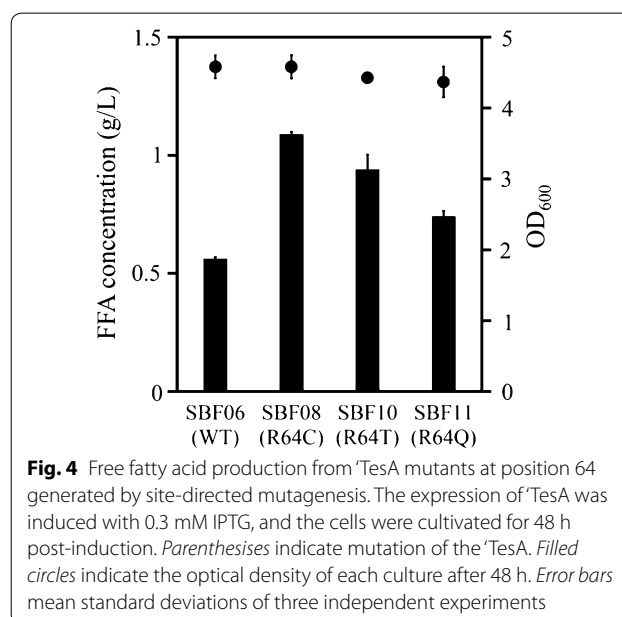 1.5
1
0.5
0
FFA concentration (g/L)
5
4
3
2
1
0
OD600
SBF06 SBF08 SBF10 SBF11
(WT) (R64C) (R64T) (R64Q)
Fig. 4 Free fatty acid production from ‘TesA mutants at position 64
generated by site-directed mutagenesis. The expression of ‘TesA was
induced with 0.3 mM IPTG, and the cells were cultivated for 48 h
post-induction. Parenthesises indicate mutation of the ‘TesA. Filled
circles indicate the optical density of each culture after 48 h. Error bars
mean standard deviations of three independent experiments